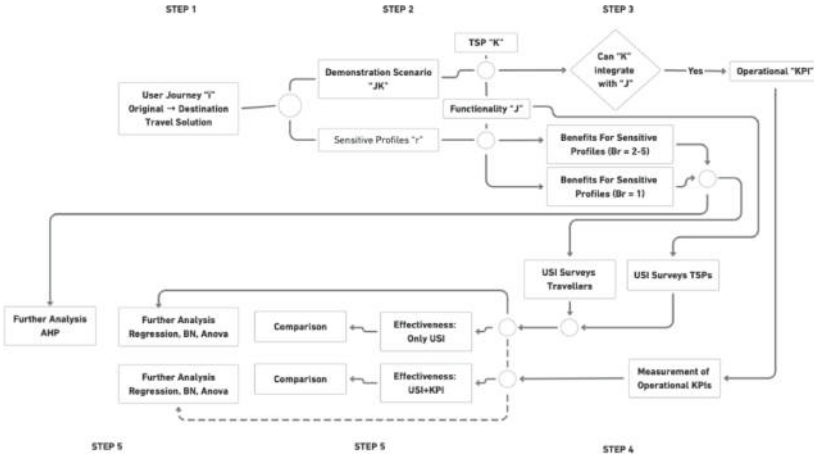 STEP 1
STEP 2
STEP 3
TSP "K"
Demonstration Scenario
"JK"
Can "K"
integrate
with "J"
Yes
Operational "KPI"
User Journey "i"
Original → Destination
Travel Solution
Functionality "J"
Sensitive Profiles "r"
Benefits For Sensitive
Profiles (Br = 2-5)
Benefits For Sensitive
Profiles (Br = 1)
USI Surveys
Travellers
USI Surveys TSPs
Further Analysis
AHP
Further Analysis
Regression, BN, Anova
Comparison
Effectiveness:
Only USI
Further Analysis
Regression, BN, Anova
Comparison
Effectiveness:
USI+KPI
Measurement of
Operational KPIs
STEP 5
STEP 5
STEP 4